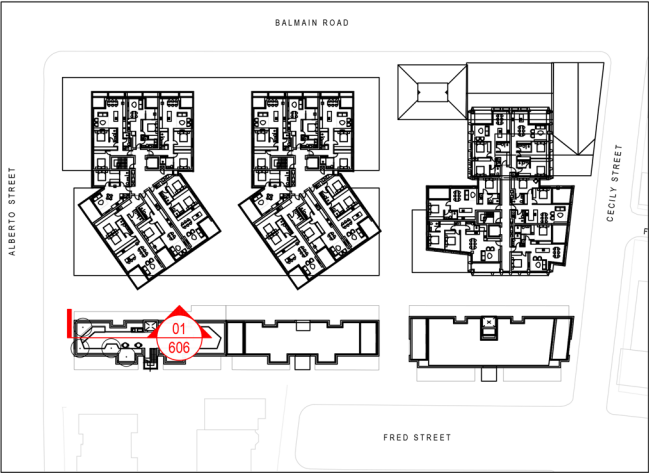 BALMAIN ROAD
ALBERTO STREET
CECILY STREET
F
01
606
FRED STREET